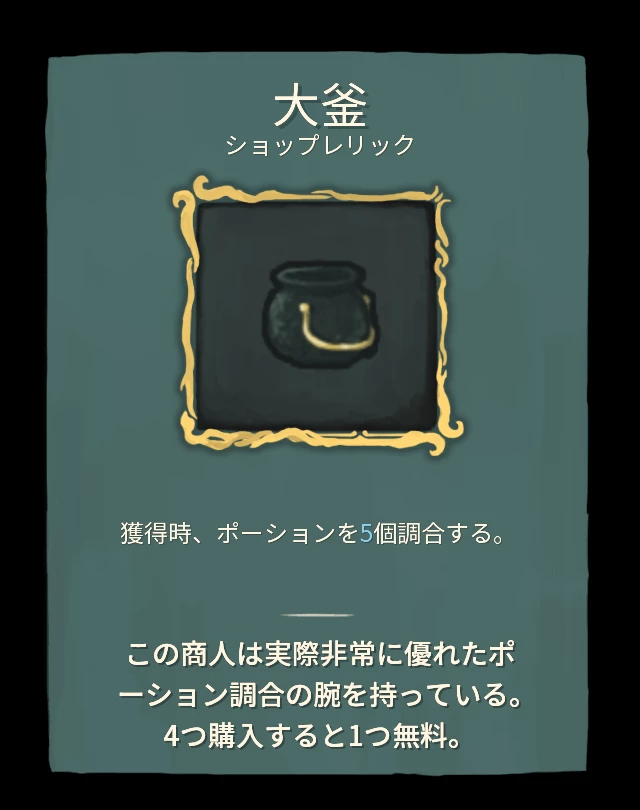 大釜
ショップレリック
獲得時、ポーションを5個調合する。
この商人は実際非常に優れたポ
ーション調合の腕を持っている。
4つ購入すると1つ無料。